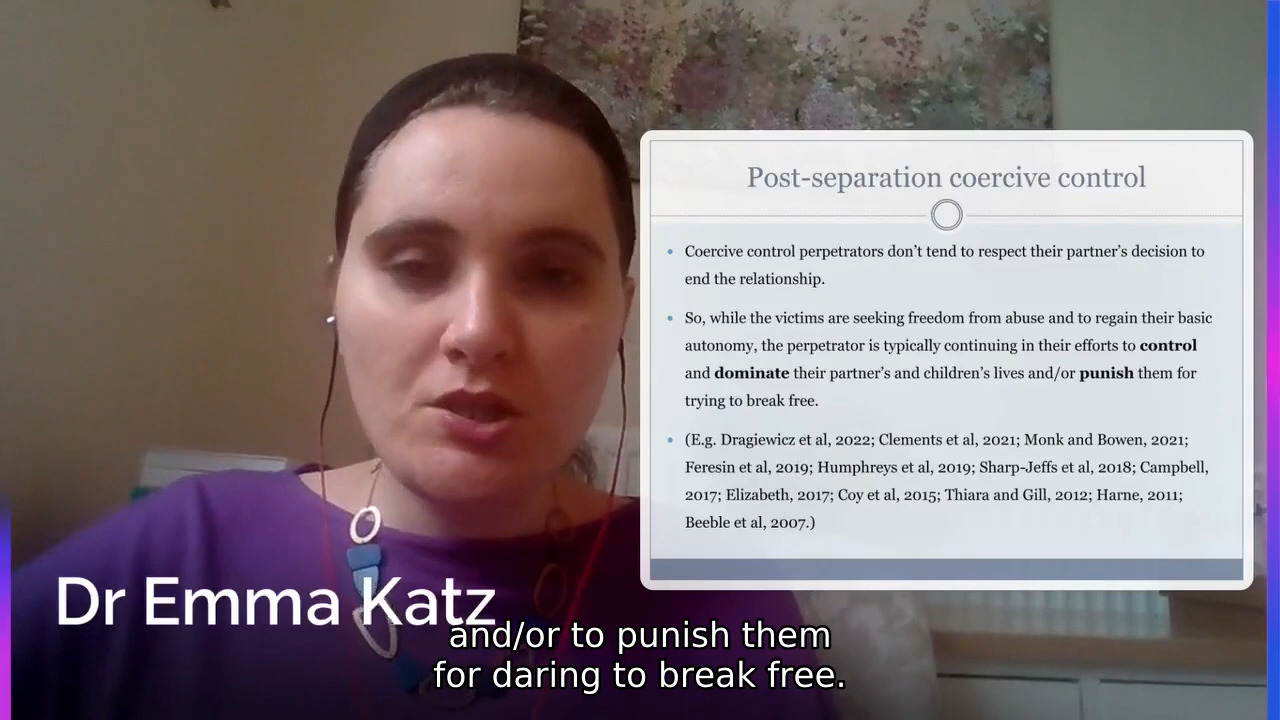 Post-separation coercive control
Coercive control perpetrators don't tend to respect their partner's decision to
end the relationship.
So, while the victims are seeking freedom from abuse and to regain their basic
autonomy, the perpetrator is typically continuing in their efforts to control
and dominate their partner's and children's lives and/or punish them for
trying to break free.
(E.g. Dragiewicz et al, 2022; Clements et al, 2021; Monk and Bowen, 2021;
Feresin et al, 2019; Humphreys et al, 2019; Sharp-Jeffs et al, 2018; Campbell,
2017; Elizabeth, 2017; Coy et al, 2015; Thiara and Gill, 2012; Harne, 2011;
Beeble et al, 2007.)
Dr Emma Katz
and/or to punish them
for daring to break free.